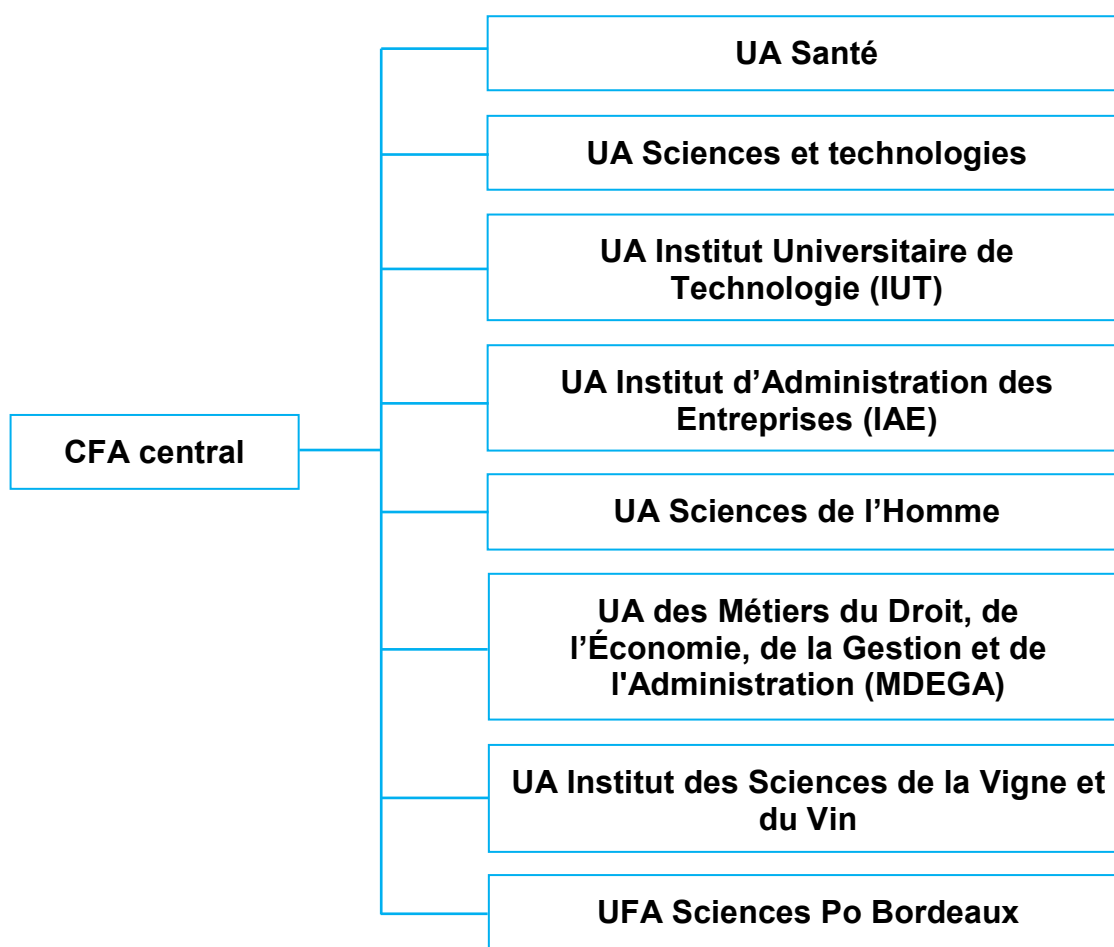 UA Santé
UA Sciences et technologies
UA Institut Universitaire de
Technologie (IUT)
UA Institut d’Administration des
Entreprises (IAE)
CFA central
UA Sciences de l’Homme
UA des Métiers du Droit, de
l’Économie, de la Gestion et de
l'Administration (MDEGA)
UA Institut des Sciences de la Vigne et
du Vin
UFA Sciences Po Bordeaux